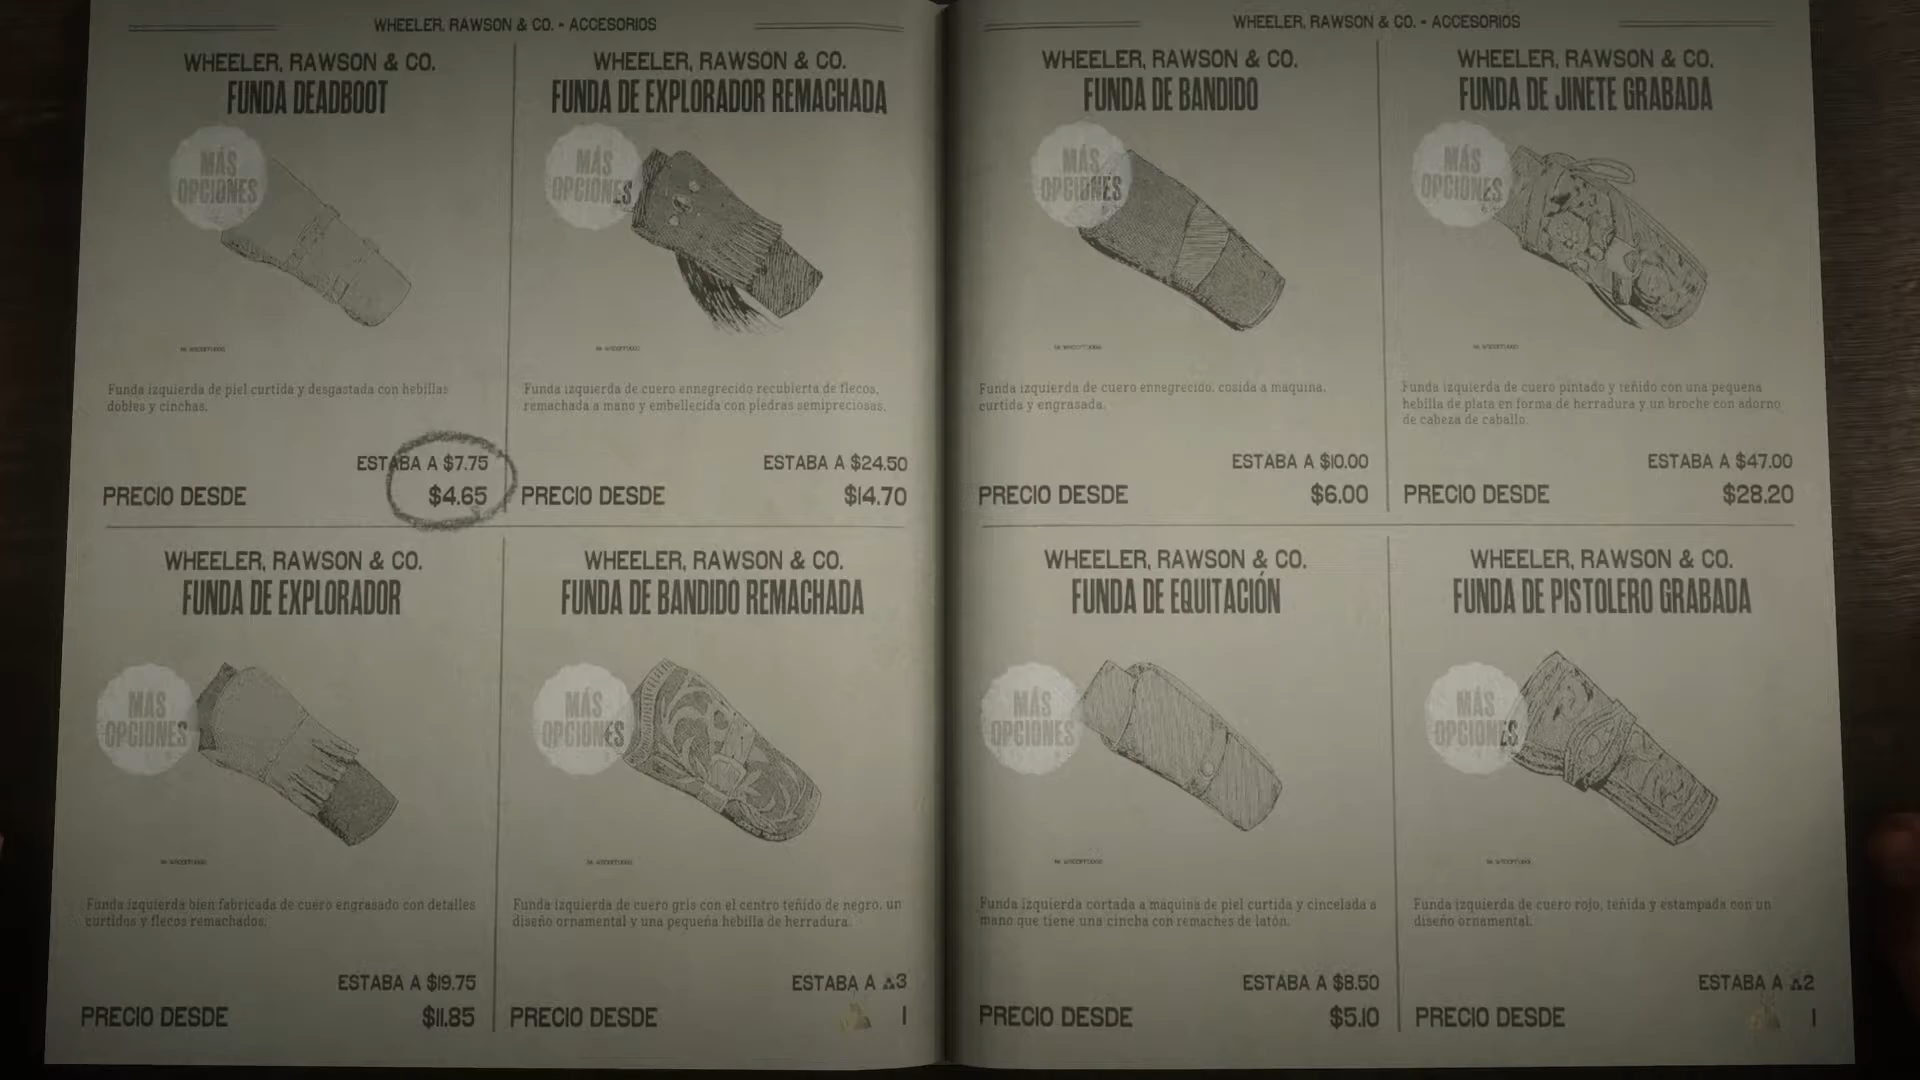 WHEELER, RAWSON & CO. - ACCESORIOS
WHEELER, RAWSON & CO.
FUNDA DEADBOOT
MÁS
OPCIONES
Funda izquierda de piel curtida y desgastada con hebillas
dobles y cinchas.
ESTABA A $7.75
PRECIO DESDE $4.65
WHEELER, RAWSON & CO.
FUNDA DE EXPLORADOR REMACHADA
MÁS
OPCIONES
Funda izquierda de cuero ennegrecido recubierta de flecos,
remachada a mano y embellecida con piedras semipreciosas.
ESTABA A $24.50
PRECIO DESDE $14.70
WHEELER, RAWSON & CO.
FUNDA DE EXPLORADOR
MÁS
OPCIONES
Funda izquierda bien fabricada de cuero engrasado con detalles
curtidos y flecos remachados.
ESTABA A $19.75
PRECIO DESDE $11.85
WHEELER, RAWSON & CO.
FUNDA DE BANDIDO REMACHADA
MÁS
OPCIONES
Funda izquierda de cuero gris con el centro teñido de negro, un
diseño ornamental y una pequeña hebilla de herradura.
ESTABA A 3
PRECIO DESDE 1
WHEELER, RAWSON & CO. - ACCESORIOS
WHEELER, RAWSON & CO.
FUNDA DE BANDIDO
MÁS
OPCIONES
Funda izquierda de cuero ennegrecido, cosida a máquina,
curtida y engrasada.
ESTABA A $10.00
PRECIO DESDE $6.00
WHEELER, RAWSON & CO.
FUNDA DE JINETE GRABADA
MÁS
OPCIONES
Funda izquierda de cuero pintado y teñido con una pequeña
hebilla de plata en forma de herradura y un broche con adorno
de cabeza de caballo.
ESTABA A $47.00
PRECIO DESDE $28.20
WHEELER, RAWSON & CO.
FUNDA DE EQUITACIÓN
MÁS
OPCIONES
Funda izquierda cortada a máquina de piel curtida y cincelada a
mano que tiene una cincha con remaches de latón.
ESTABA A $8.50
PRECIO DESDE $5.10
WHEELER, RAWSON & CO.
FUNDA DE PISTOLERO GRABADA
MÁS
OPCIONES
Funda izquierda de cuero rojo, teñida y estampada con un
diseño ornamental.
ESTABA A 2
PRECIO DESDE 1